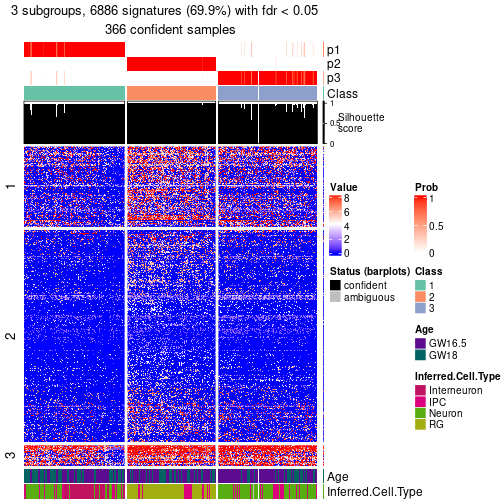 3 subgroups, 6886 signatures (69.9%) with fdr < 0.05
366 confident samples
p1
p2
p3
Class
1
0.5
0
Silhouette
score
1
2
3
Age
Inferred.Cell.Type
Value
8
6
4
2
0
Prob
1
0.5
0
Status (barplots)
confident
ambiguous
Class
1
2
3
Age
GW16.5
GW18
Inferred.Cell.Type
Interneuron
IPC
Neuron
RG